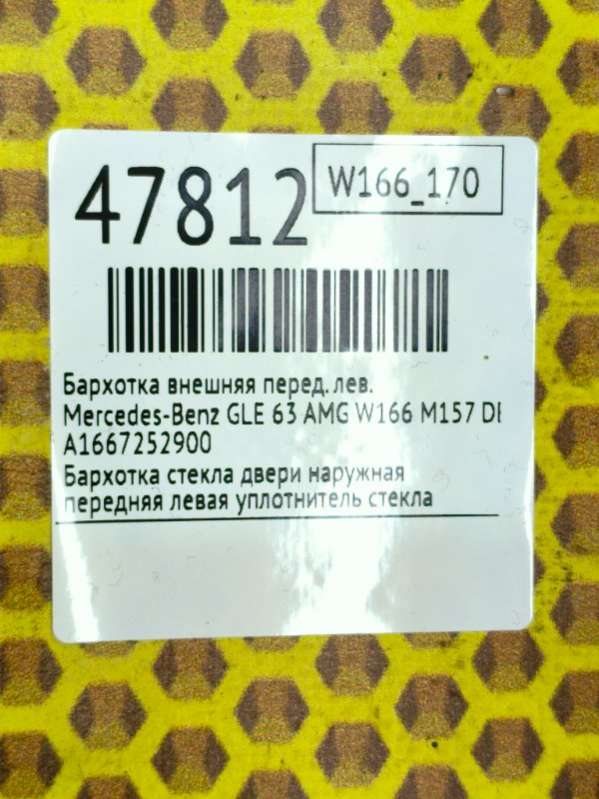 47812
W166_170
Бархотка внешняя перед. лев.
Mercedes-Benz GLE 63 AMG W166 M157 DE
A1667252900
Бархотка стекла двери наружная
передняя левая уплотнитель стекла